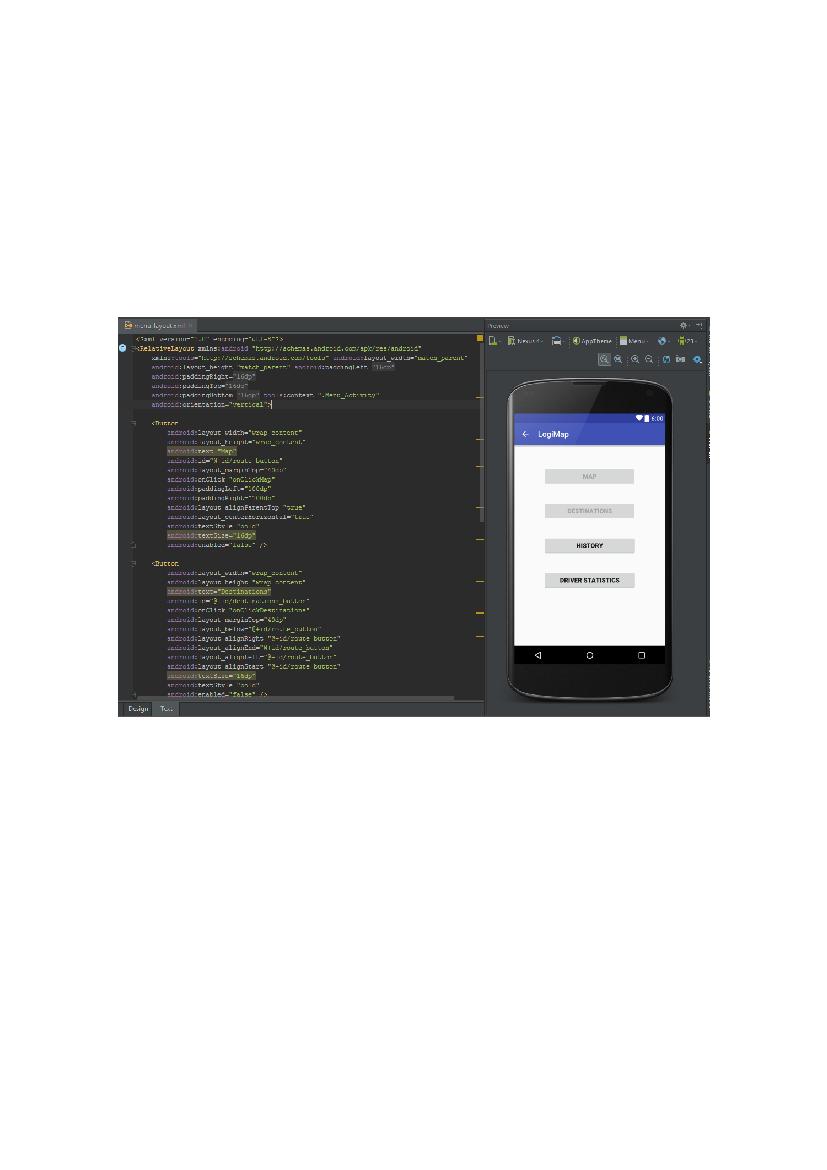 menu_layout.xml
<?xml version="1.0" encoding="utf-8"?>
<RelativeLayout xmlns:android="http://schemas.android.com/apk/res/android"
xmlns:tools="http://schemas.android.com/tools" android:layout_width="match_parent"
android:layout_height="match_parent" android:paddingLeft="16dp"
android:paddingRight="16dp"
android:paddingTop="16dp"
android:paddingBottom="16dp" tools:context=".Menu_Activity"
android:orientation="vertical">
<Button
android:layout_width="wrap_content"
android:layout_height="wrap_content"
android:text="Map"
android:id="@+id/route_button"
android:layout_marginTop="40dp"
android:onClick="onClickMap"
android:paddingLeft="100dp"
android:paddingRight="100dp"
android:layout_alignParentTop="true"
android:layout_centerHorizontal="true"
android:textStyle="bold"
android:textSize="16dp"
android:enabled="false" />
<Button
android:layout_width="wrap_content"
android:layout_height="wrap_content"
android:text="Destinations"
android:id="@+id/destinations_button"
android:onClick="onClickDestinations"
android:layout_marginTop="40dp"
android:layout_below="@+id/route_button"
android:layout_alignRight="@+id/route_button"
android:layout_alignEnd="@+id/route_button"
android:layout_alignLeft="@+id/route_button"
android:layout_alignStart="@+id/route_button"
android:textSize="16dp"
android:textStyle="bold"
android:enabled="false" />
Design Text
Preview
Nexus 4 AppTheme Menu 23
6:00
LogiMap
MAP
DESTINATIONS
HISTORY
DRIVER STATISTICS